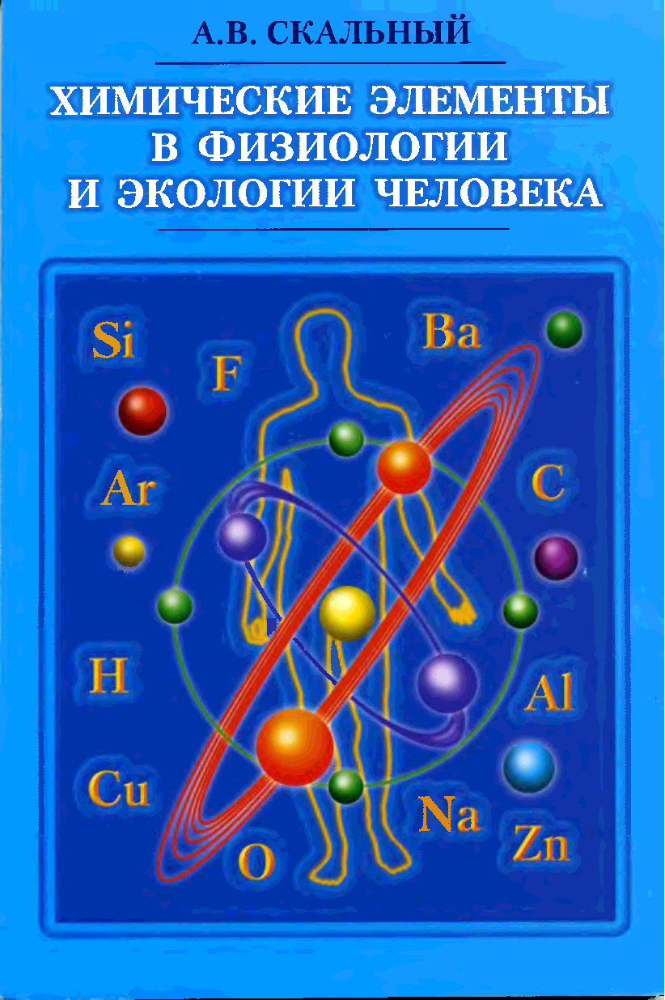 А.В. СКАЛЬНЫЙ
ХИМИЧЕСКИЕ ЭЛЕМЕНТЫ
В ФИЗИОЛОГИИ
И ЭКОЛОГИИ ЧЕЛОВЕКА
Si
Ba
F
Ar
C
H
Al
Cu
Na
Zn
O